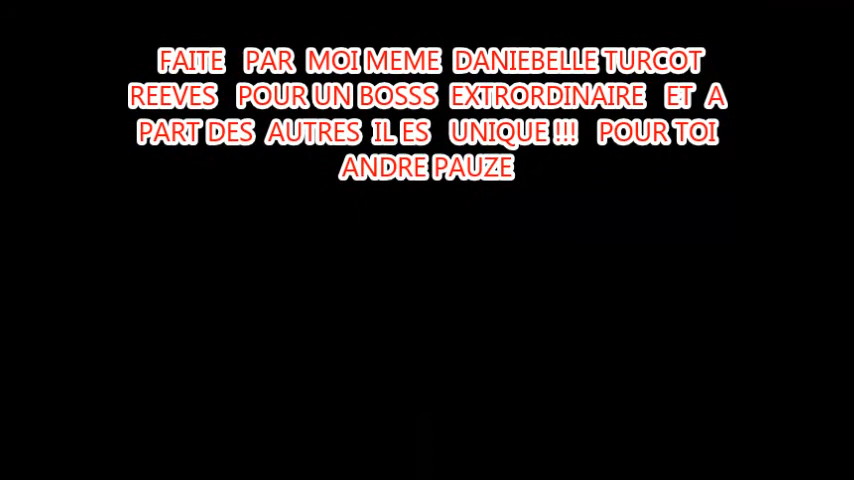 FAITE PAR MOI MEME DANIEBELLE TURCOT
REEVES POUR UN BOSSS EXTRORDINAIRE ET A
PART DES AUTRES IL ES UNIQUE !!! POUR TOI
ANDRE PAUZE